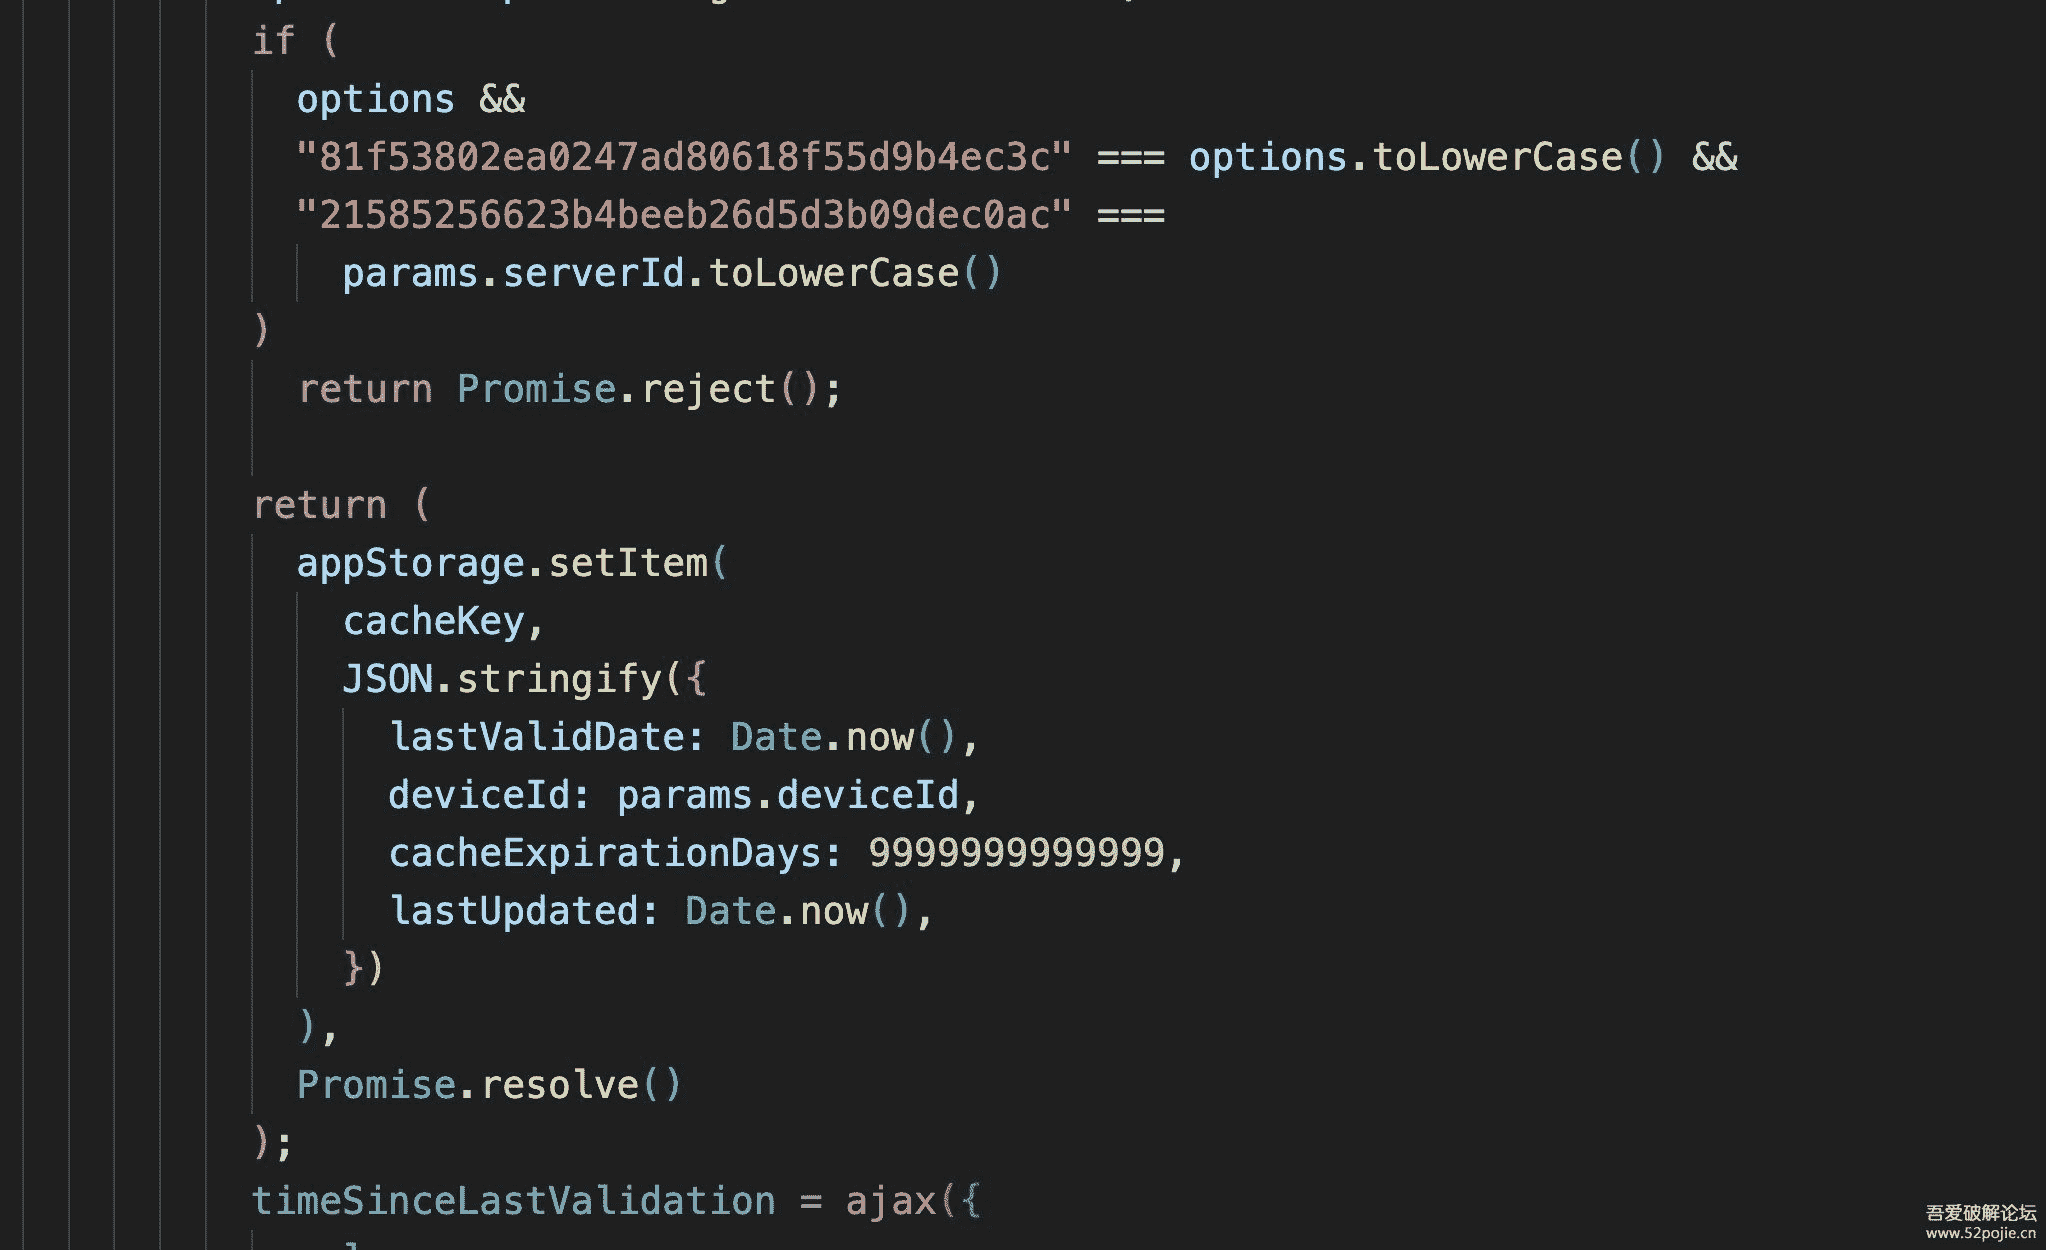 if (
options &&
"81f53802ea0247ad80618f55d9b4ec3c" === options.toLowerCase() &&
"21585256623b4beeb26d5d3b09dec0ac" ===
params.serverId.toLowerCase()
)
return Promise.reject();
return (
appStorage.setItem(
cacheKey,
JSON.stringify({
lastValidDate: Date.now(),
deviceId: params.deviceId,
cacheExpirationDays: 9999999999999,
lastUpdated: Date.now(),
})
),
Promise.resolve()
);
timeSinceLastValidation = ajax({
吾爱破解论坛
www.52pojie.cn